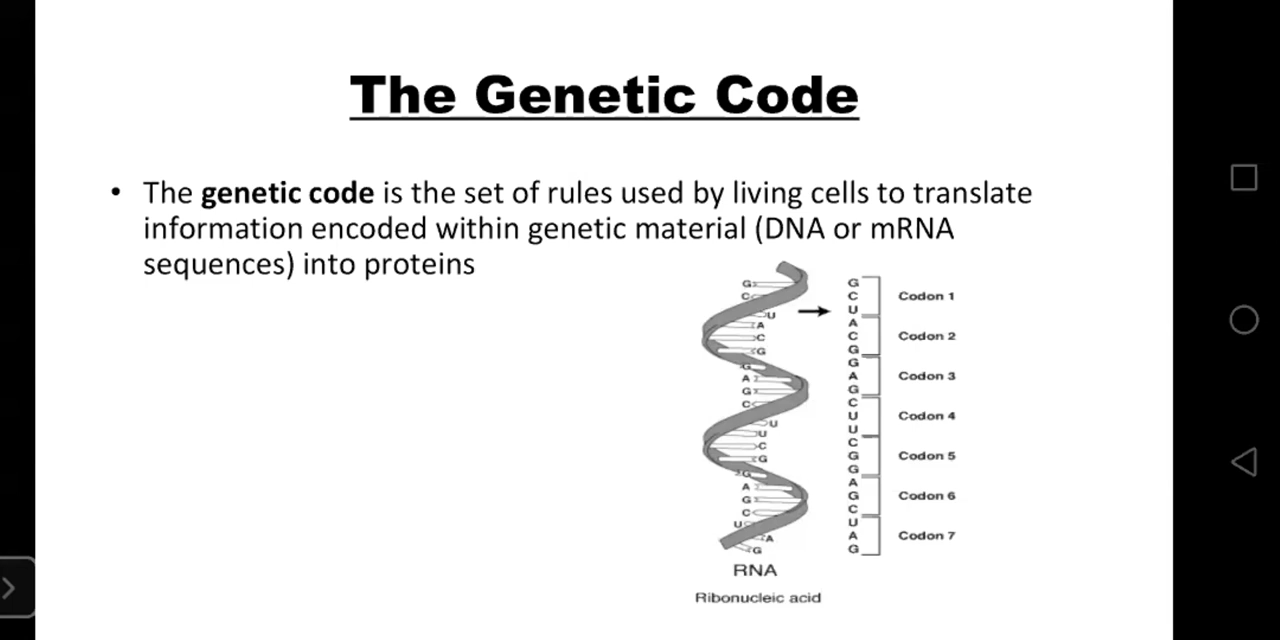 The Genetic Code
• The genetic code is the set of rules used by living cells to translate
information encoded within genetic material (DNA or mRNA
sequences) into proteins
G
C
U
A
C
G
G
A
G
C
U
U
C
G
G
A
G
C
U
A
G
RNA
Ribonucleic acid
G
C
U
Codon 1
A
C
G
Codon 2
G
A
G
Codon 3
C
U
U
Codon 4
C
G
G
Codon 5
A
G
C
Codon 6
U
A
G
Codon 7